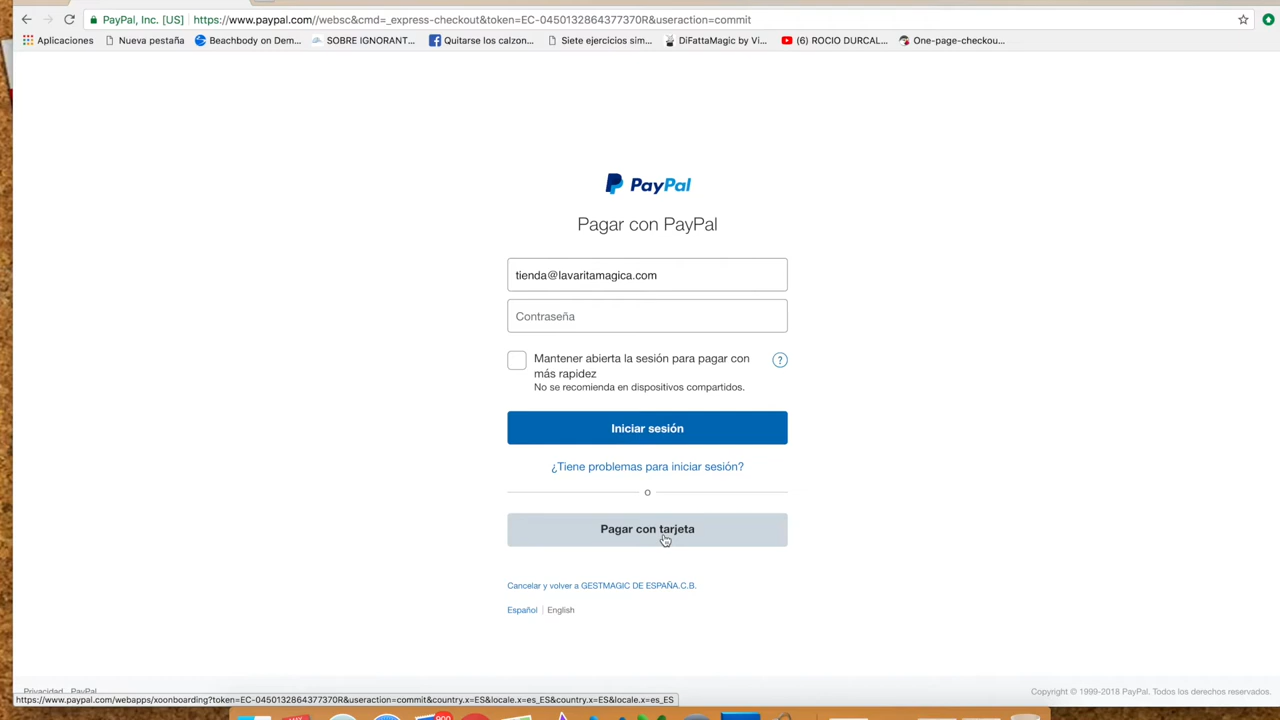 PayPal, Inc. [US] https://www.paypal.com//websc&cmd=_express-checkout&token=EC-0450132864377370R&useraction=commit
Aplicaciones Nueva pestaña Beachbody on Dem... SOBRE IGNORANT... Quitarse los calzon... Siete ejercicios sim... DiFattaMagic by Vi... (6) ROCIO DURCAL... One-page-checkou...
PayPal
Pagar con PayPal
tienda@lavaritamagica.com
Contraseña
Mantener abierta la sesión para pagar con
más rapidez
?
No se recomienda en dispositivos compartidos.
Iniciar sesión
¿Tiene problemas para iniciar sesión?
o
Pagar con tarjeta
Cancelar y volver a GESTMAGIC DE ESPAÑA.C.B.
Español English
Privacidad PayPal
Copyright © 1999-2018 PayPal. Todos los derechos reservados.
https://www.paypal.com/webapps/xoonboarding?token=EC-0450132864377370R&useraction=commit&country.x=ES&locale.x=es_ES&country.x=ES&locale.x=es_ES